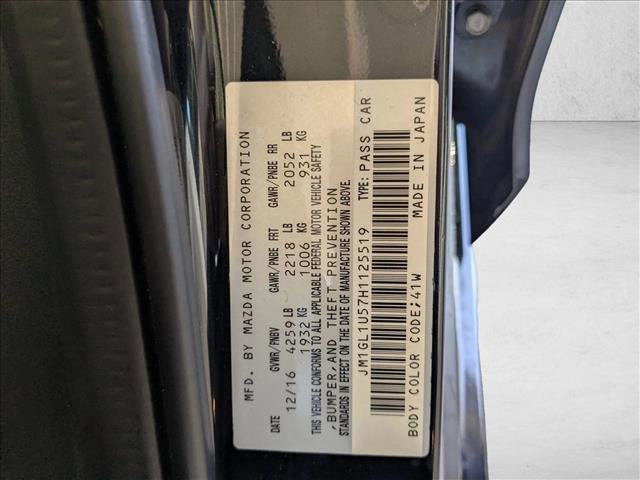 MFD. BY MAZDA MOTOR CORPORATION
DATE GVWR/PNBV GAWR/PNBE FRT GAWR/PNBE RR
12/16 4259 LB 2218 LB 2052 LB
1932 KG 1006 KG 931 KG
THIS VEHICLE CONFORMS TO ALL APPLICABLE FEDERAL MOTOR VEHICLE SAFETY
,BUMPER,AND THEFT PREVENTION
STANDARDS IN EFFECT ON THE DATE OF MANUFACTURE SHOWN ABOVE.
JM1GL1U57H1125519 TYPE: PASS CAR
BODY COLOR CODE;41W MADE IN JAPAN